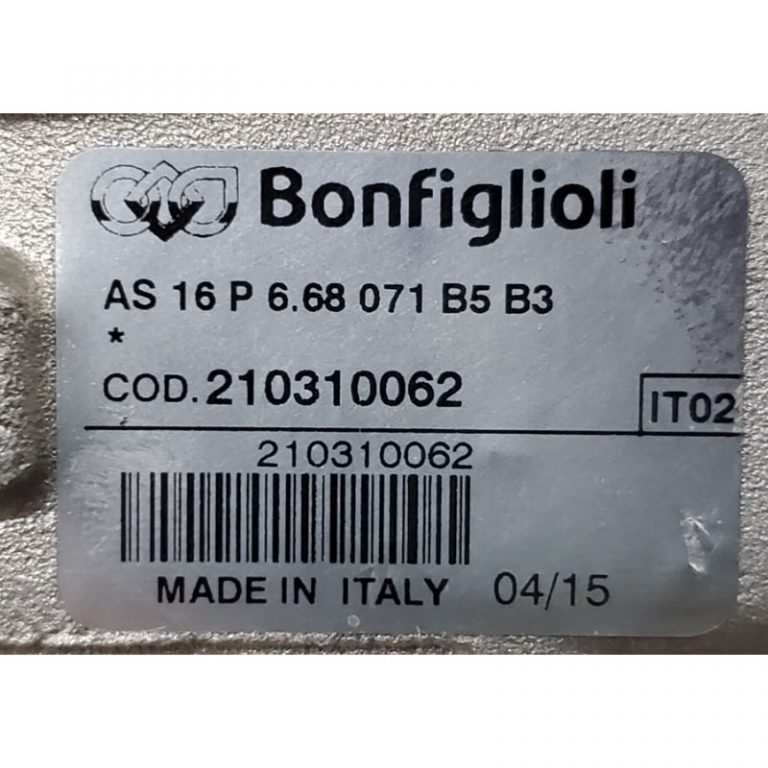 Bonfiglioli
AS 16 P 6.68 071 B5 B3
*
COD. 210310062
IT02
210310062
MADE IN ITALY 04/15